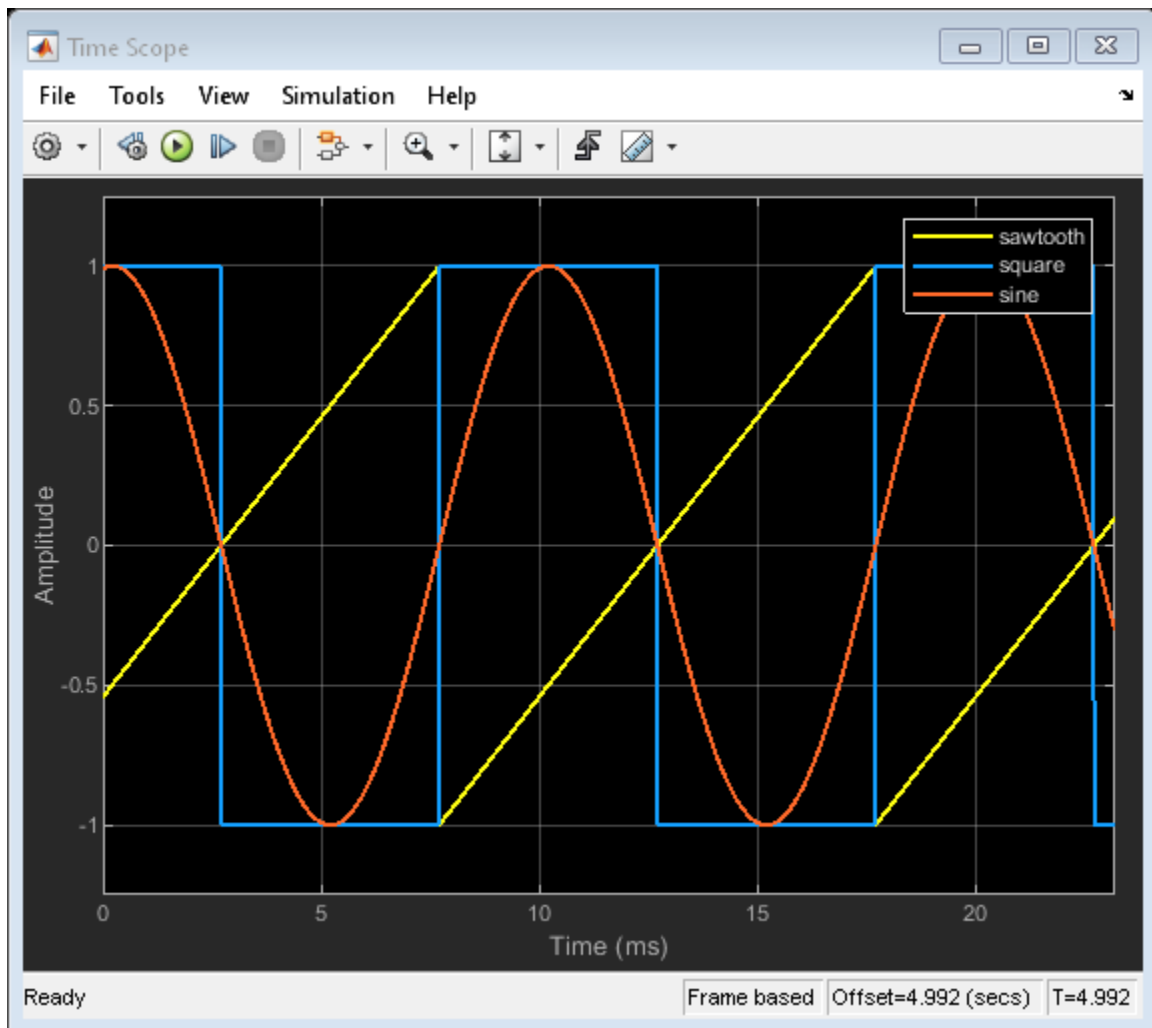 Time Scope
File Tools View Simulation Help
sawtooth
square
sine
1
0.5
0
-0.5
-1
Amplitude
0 5 10 15 20
Time (ms)
Ready Frame based Offset=4.992 (secs) T=4.992